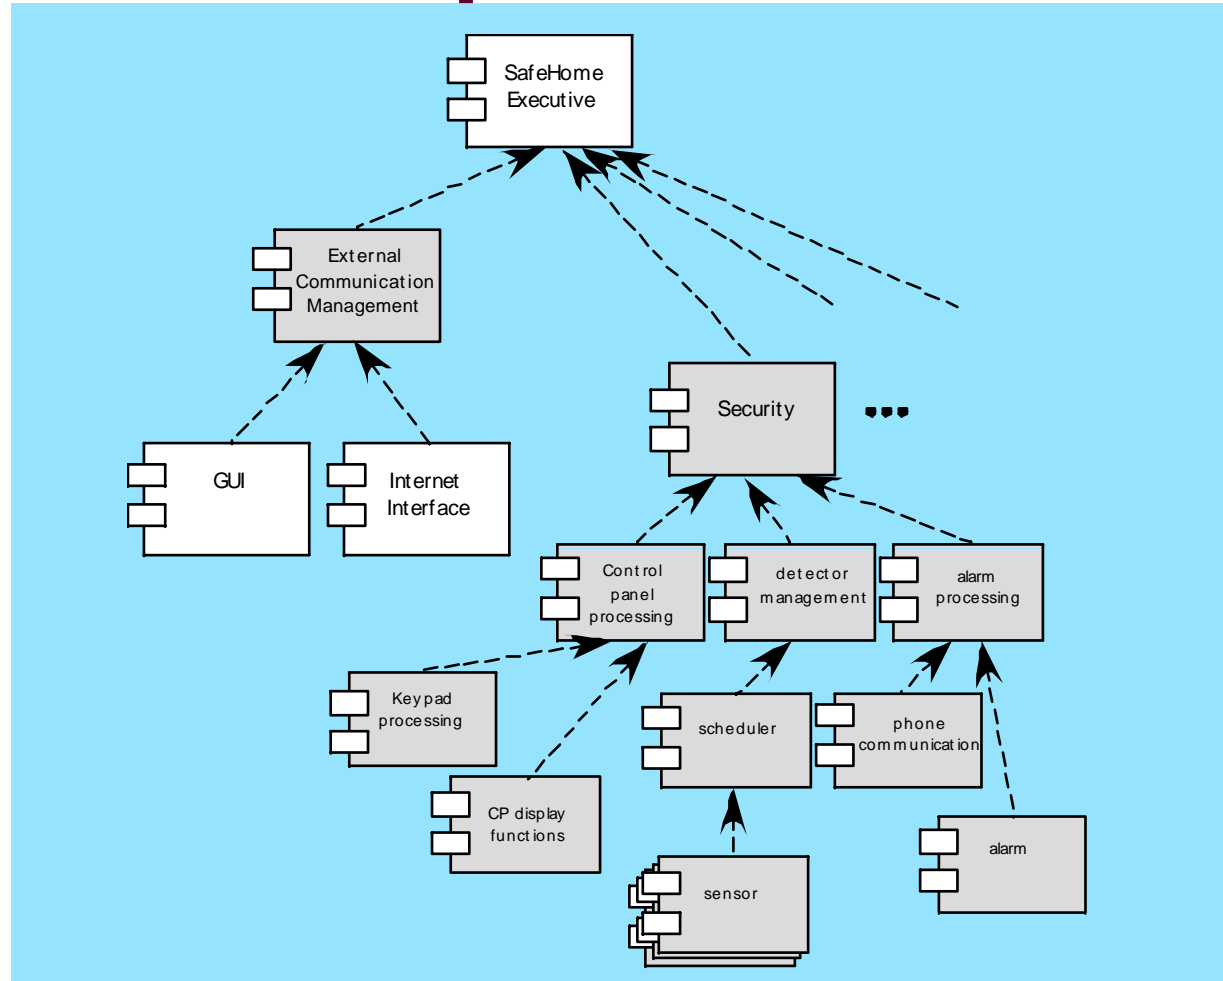 SafeHome
Executive
External
Communication
Management
Security
GUI
Internet
Interface
Control
panel
processing
detector
management
alarm
processing
Keypad
processing
scheduler
phone
communication
CP display
functions
alarm
sensor